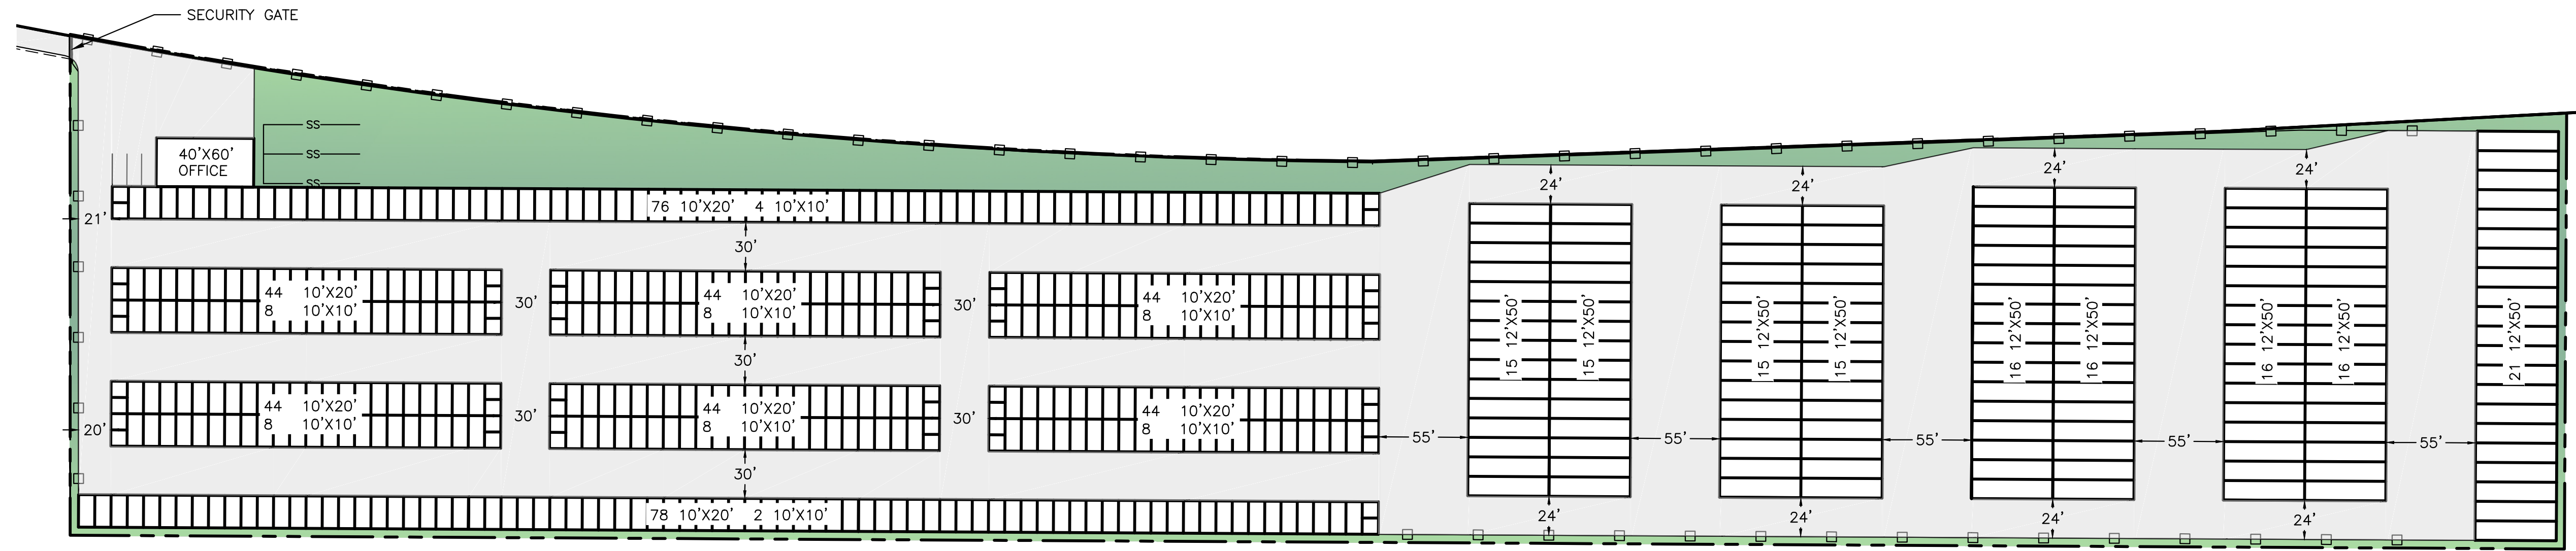 SECURITY GATE
40'X60'
OFFICE
SS
SS
SS
21'
76 10'X20' 4 10'X10'
30'
44 10'X20'
8 10'X10'
30'
44 10'X20'
8 10'X10'
30'
44 10'X20'
8 10'X10'
30'
20'
44 10'X20'
8 10'X10'
30'
44 10'X20'
8 10'X10'
30'
44 10'X20'
8 10'X10'
30'
78 10'X20' 2 10'X10'
24'
24'
24'
24'
15 12'X50'
15 12'X50'
15 12'X50'
15 12'X50'
16 12'X50'
16 12'X50'
16 12'X50'
16 12'X50'
21 12'X50'
55'
55'
55'
55'
55'
24'
24'
24'
24'